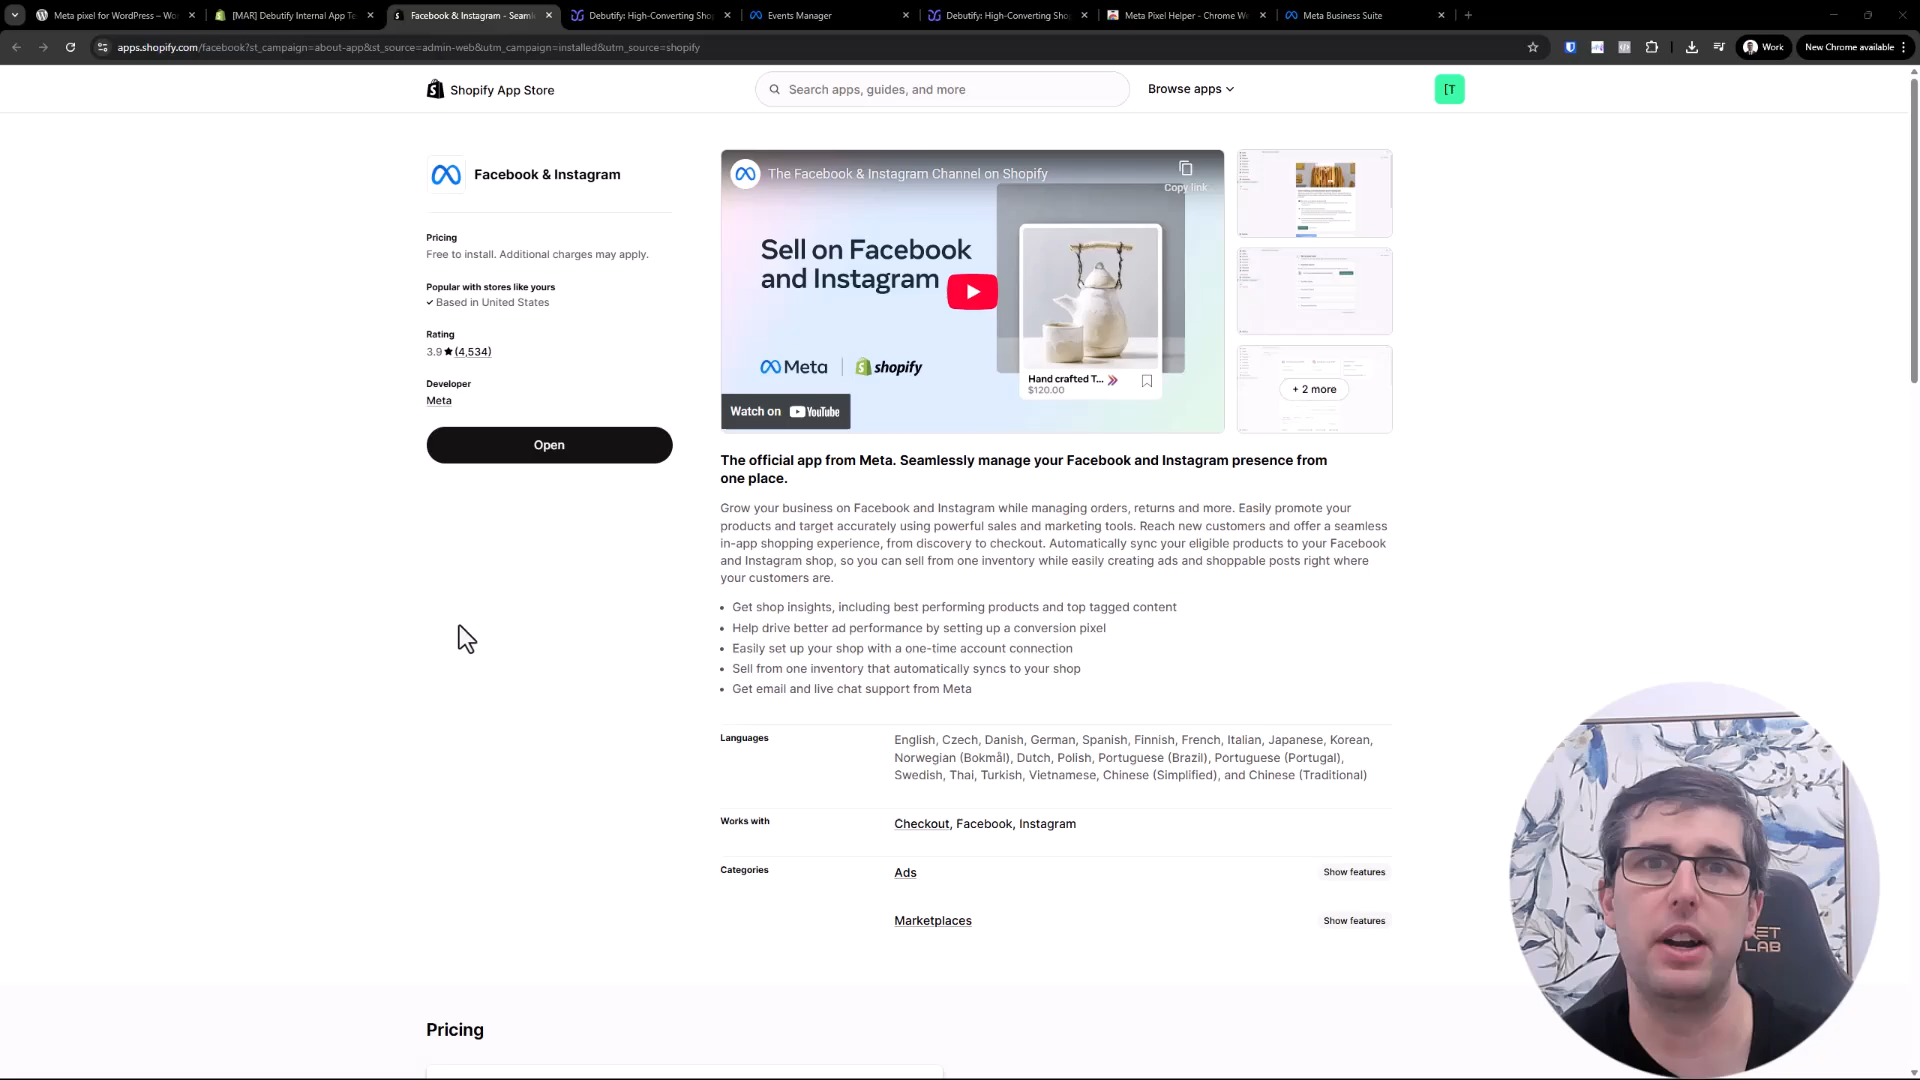 Meta pixel for WordPress – Wo
[MAR] Debutify Internal App Te
Facebook & Instagram - Seaml
Debutify: High-Converting Sho
Events Manager
Debutify: High-Converting Sho
Meta Pixel Helper - Chrome We
Meta Business Suite
apps.shopify.com/facebook?st_campaign=about-app&st_source=admin-web&utm_campaign=installed&utm_source=shopify
Work
New Chrome available
Shopify App Store
Search apps, guides, and more
Browse apps
[T
Facebook & Instagram
Pricing
Free to install. Additional charges may apply.
Popular with stores like yours
Based in United States
Rating
3.9 (4,534)
Developer
Meta
Open
The Facebook & Instagram Channel on Shopify
Copy link
Sell on Facebook
and Instagram
Meta
shopify
Hand crafted T...
$120.00
Watch on YouTube
+ 2 more
The official app from Meta. Seamlessly manage your Facebook and Instagram presence from
one place.
Grow your business on Facebook and Instagram while managing orders, returns and more. Easily promote your
products and target accurately using powerful sales and marketing tools. Reach new customers and offer a seamless
in-app shopping experience, from discovery to checkout. Automatically sync your eligible products to your Facebook
and Instagram shop, so you can sell from one inventory while easily creating ads and shoppable posts right where
your customers are.
• Get shop insights, including best performing products and top tagged content
• Help drive better ad performance by setting up a conversion pixel
• Easily set up your shop with a one-time account connection
• Sell from one inventory that automatically syncs to your shop
• Get email and live chat support from Meta
Languages
English, Czech, Danish, German, Spanish, Finnish, French, Italian, Japanese, Korean,
Norwegian (Bokmål), Dutch, Polish, Portuguese (Brazil), Portuguese (Portugal),
Swedish, Thai, Turkish, Vietnamese, Chinese (Simplified), and Chinese (Traditional)
Works with
Checkout, Facebook, Instagram
Categories
Ads
Show features
Marketplaces
Show features
Pricing
LAB